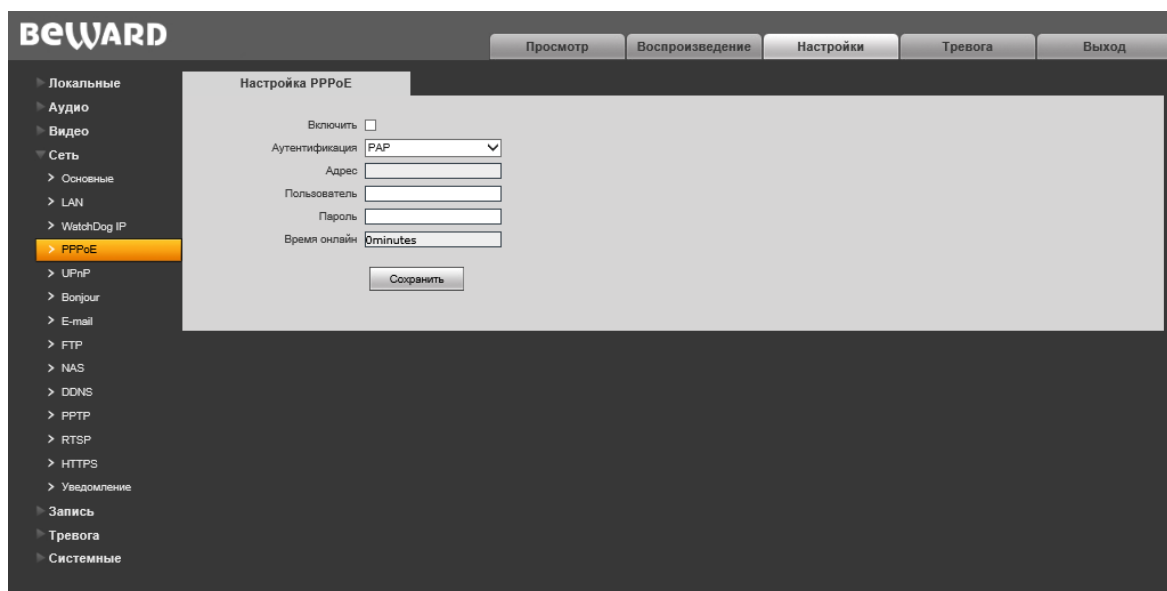 BEWARD
Просмотр
Воспроизведение
Настройки
Тревога
Выход
Локальные
Аудио
Видео
Сеть
Основные
LAN
WatchDog IP
PPPoE
UPnP
Bonjour
E-mail
FTP
NAS
DDNS
PPTP
RTSP
HTTPS
Уведомление
Запись
Тревога
Системные
Настройка PPPoE
Включить
Аутентификация PAP
Адрес
Пользователь
Пароль
Время онлайн 0minutes
Сохранить